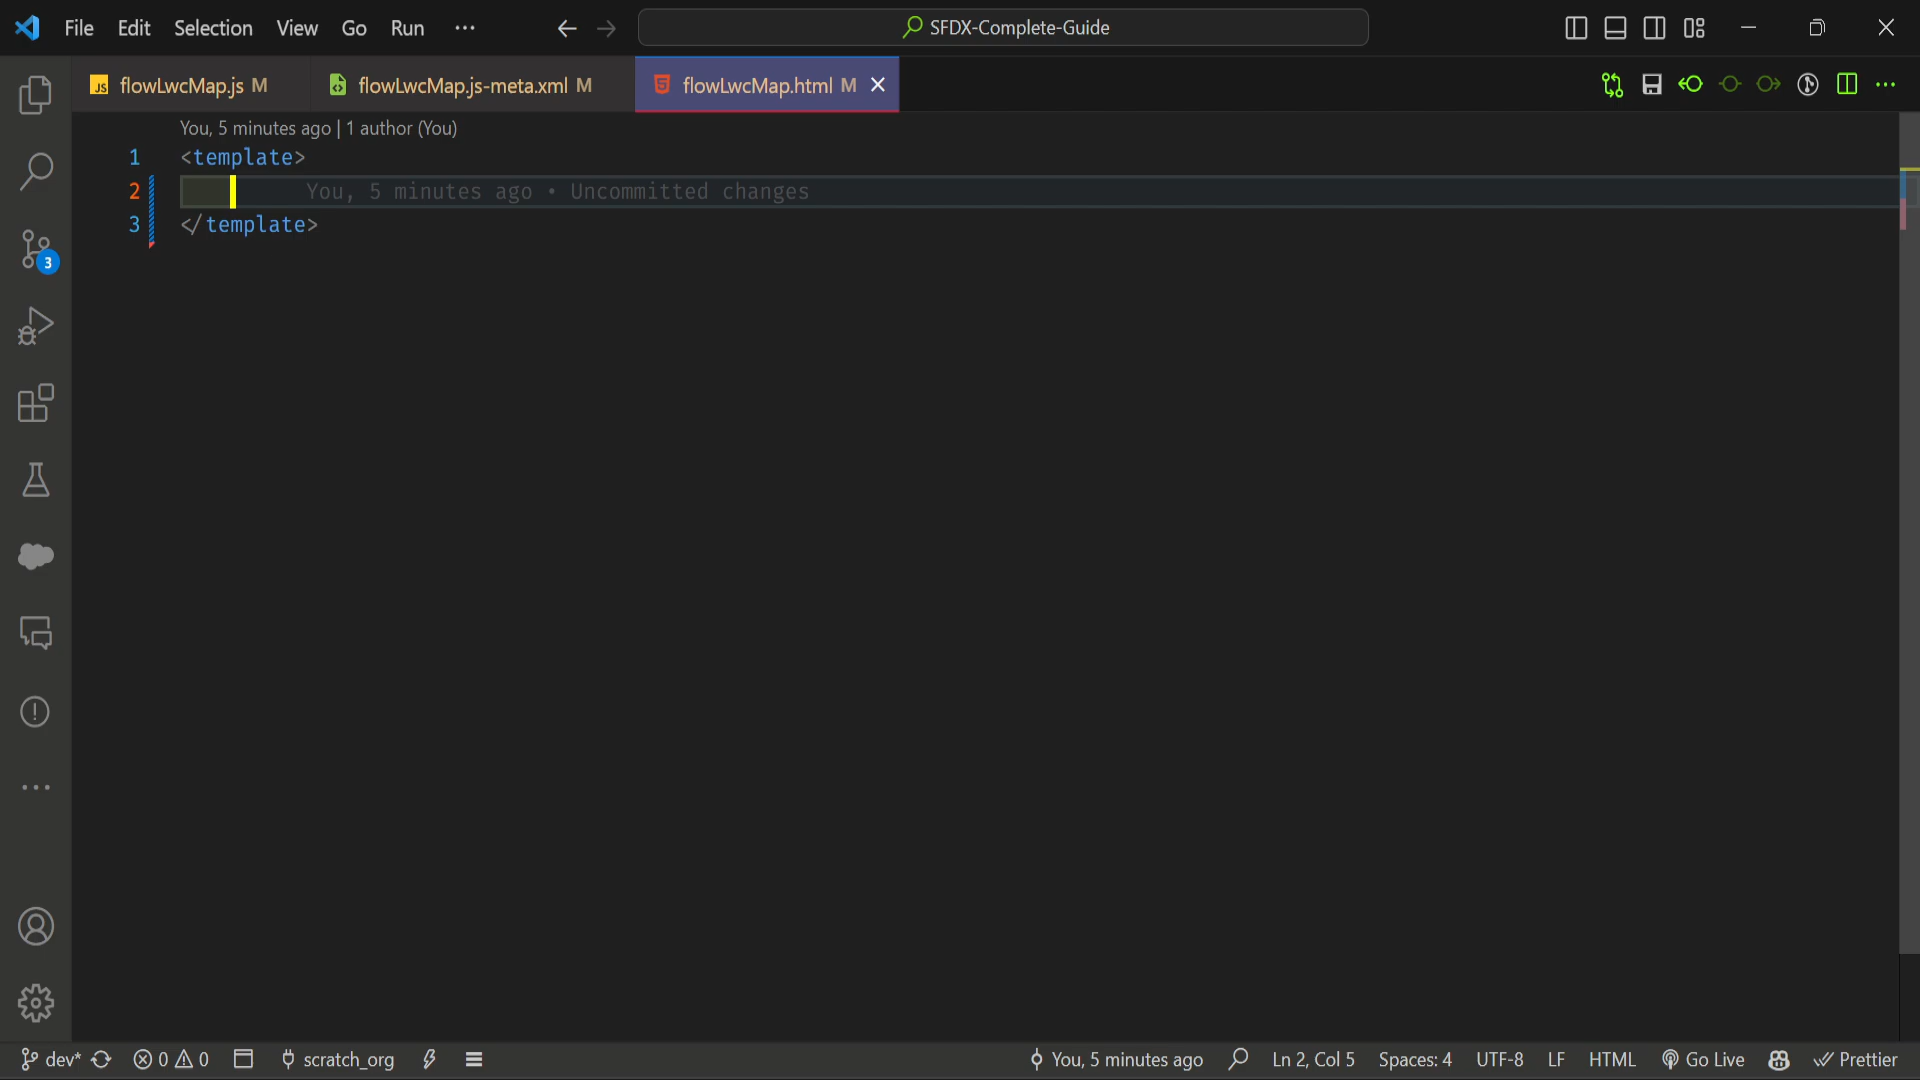 File Edit Selection View Go Run ··· SFDX-Complete-Guide
flowLwcMap.js M flowLwcMap.js-meta.xml M flowLwcMap.html M
You, 5 minutes ago | 1 author (You)
1 <template>
2 You, 5 minutes ago • Uncommitted changes
3 </template>
3
dev* 0 0 scratch_org You, 5 minutes ago Ln 2, Col 5 Spaces: 4 UTF-8 LF HTML Go Live Prettier